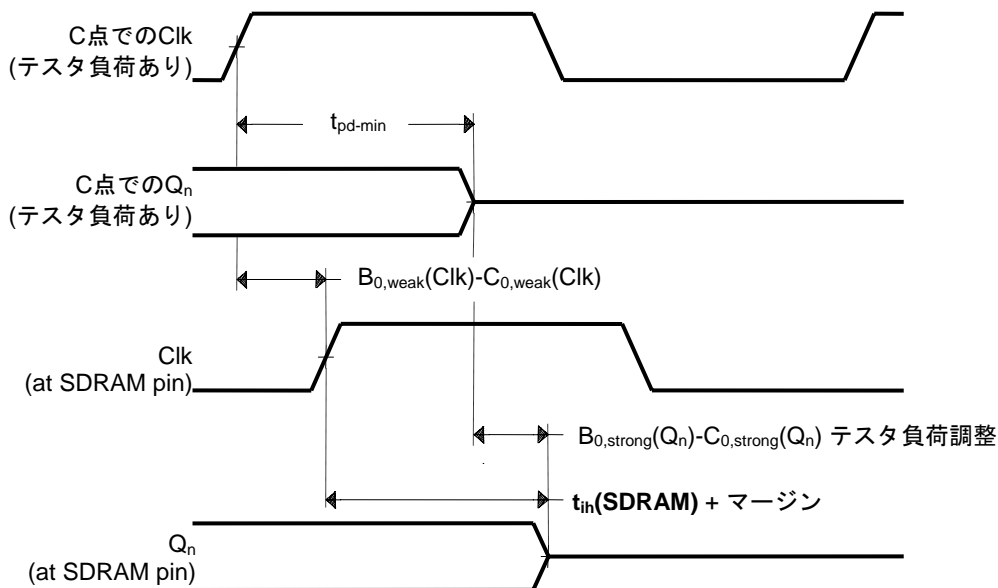 C点でのClk
(テスタ負荷あり)
tpd-min
C点でのQn
(テスタ負荷あり)
B0,weak(Clk)-C0,weak(Clk)
Clk
(at SDRAM pin)
B0,strong(Qn)-C0,strong(Qn) テスタ負荷調整
tih(SDRAM) + マージン
Qn
(at SDRAM pin)